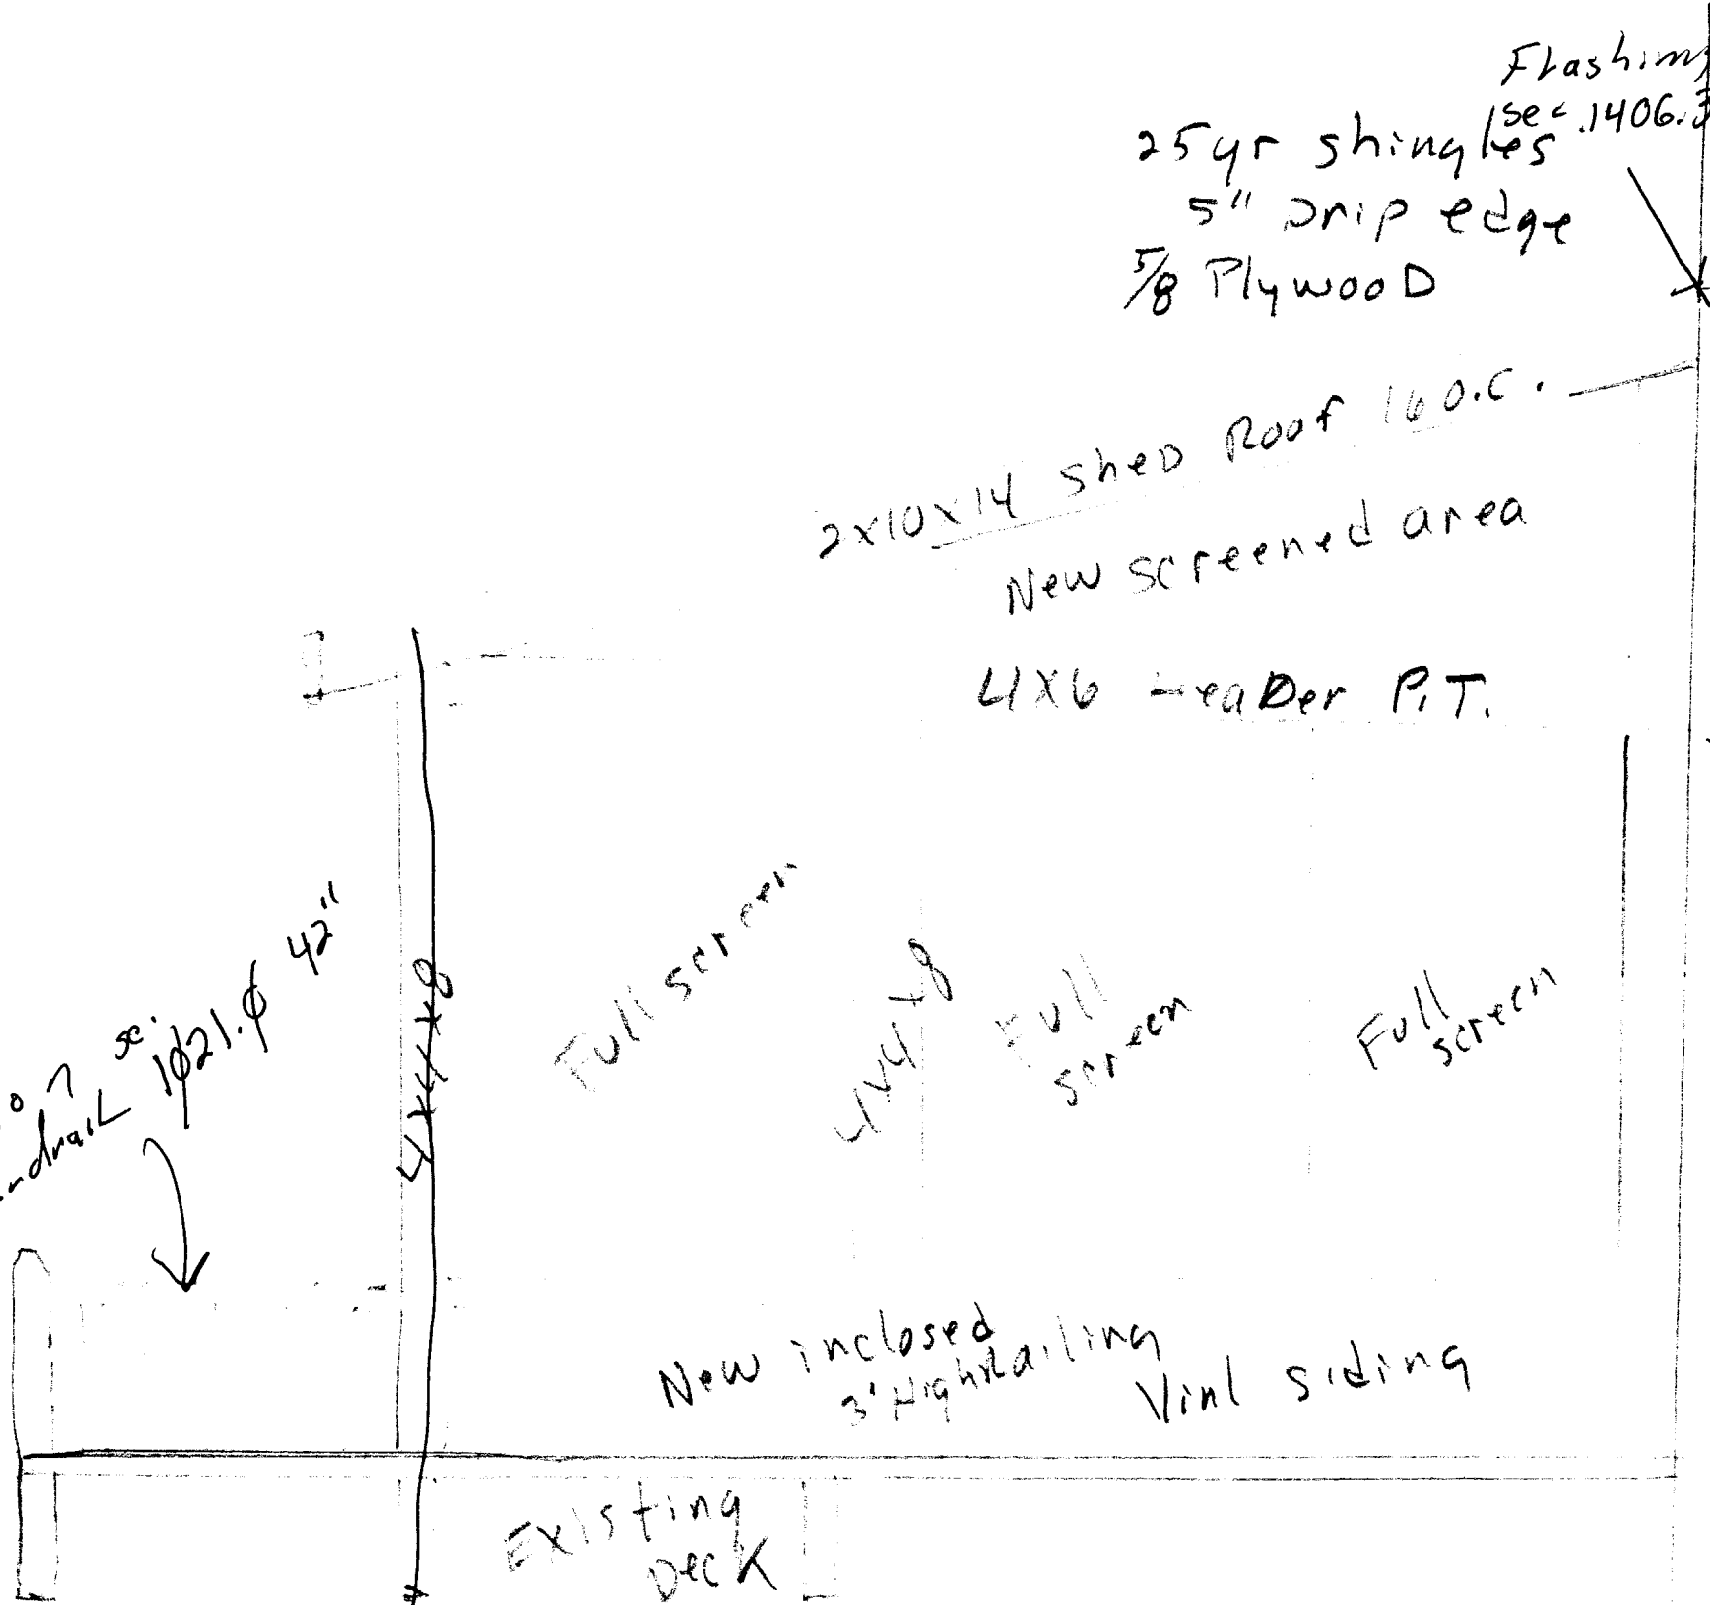 Flashing
sec.1406.3
25yr shingles
5" Drip edge
5/8 PlywooD
2x10x14 sheD Roof 16 O.C.
New screened area
4x6 HeaDer P.T.
42"
sc. 1021.0
4x4x8
Full screen
4x4x8
Full
screen
Full
screen
New inclosed
3' HighRailing
Vinl siding
Existing
Deck